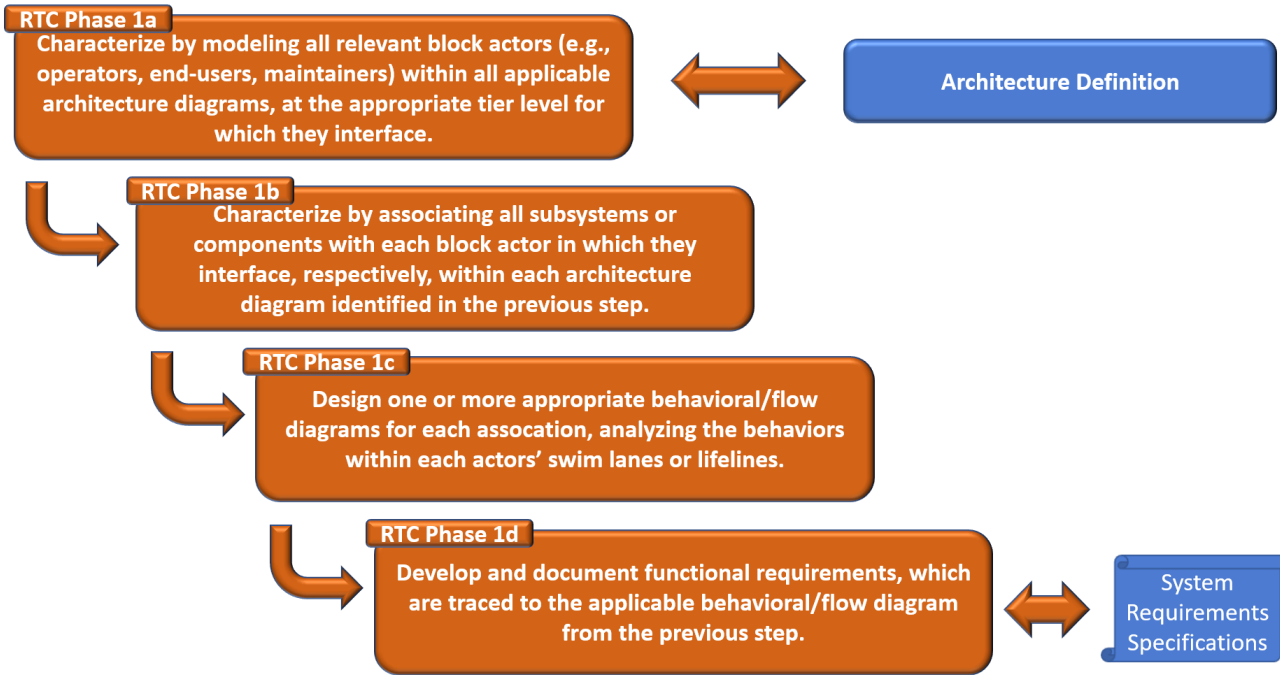 RTC Phase 1a
Characterize by modeling all relevant block actors (e.g.,
operators, end-users, maintainers) within all applicable
architecture diagrams, at the appropriate tier level for
which they interface.
Architecture Definition
RTC Phase 1b
Characterize by associating all subsystems or
components with each block actor in which they
interface, respectively, within each architecture
diagram identified in the previous step.
RTC Phase 1c
Design one or more appropriate behavioral/flow
diagrams for each assocation, analyzing the behaviors
within each actors’ swim lanes or lifelines.
RTC Phase 1d
Develop and document functional requirements, which
are traced to the applicable behavioral/flow diagram
from the previous step.
System
Requirements
Specifications